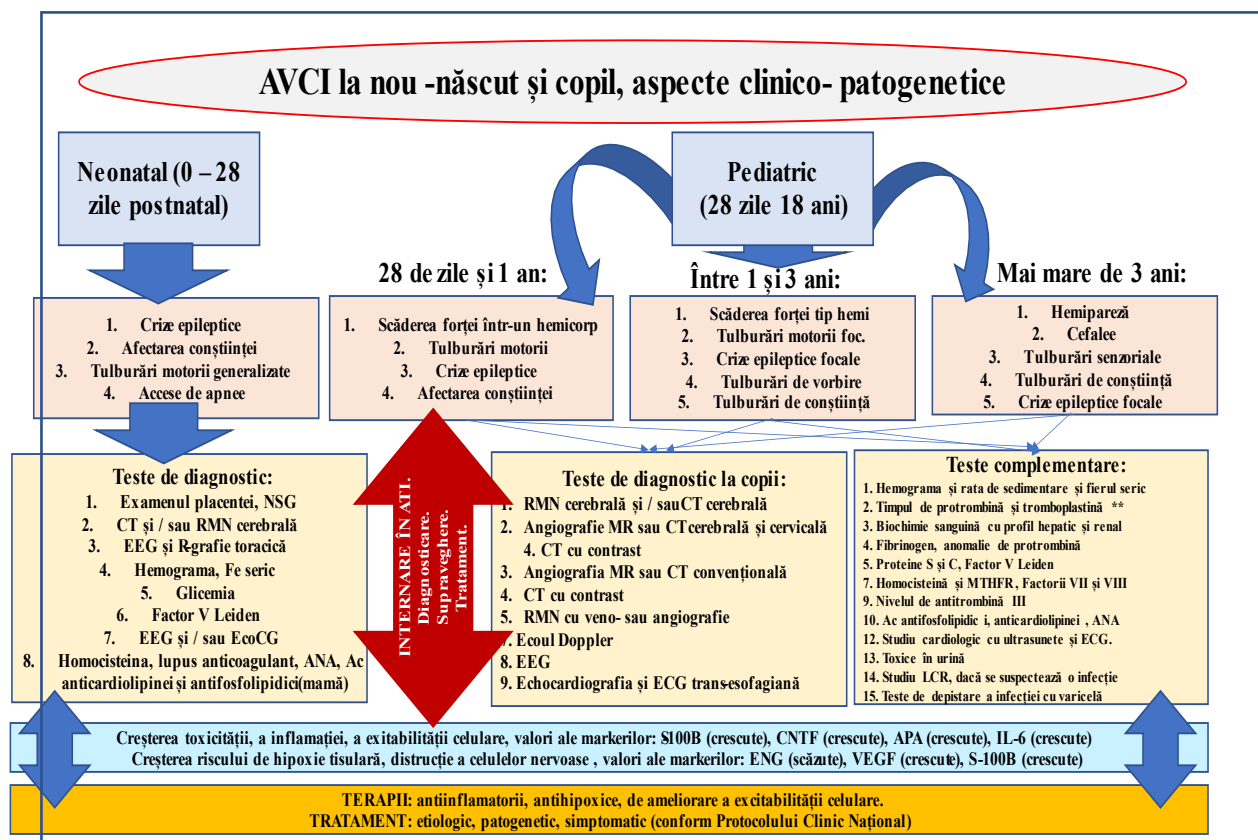 AVCI la nou -născut și copil, aspecte clinico- patogenetice
Neonatal (0 – 28
zile postnatal)
Pediatric
(28 zile 18 ani)
28 de zile și 1 an:
Între 1 și 3 ani:
Mai mare de 3 ani:
1. Crize epileptice
2. Afectarea conștiinței
3. Tulburări motorii generalizate
4. Accese de apnee
1. Scăderea forței într-un hemicorp
2. Tulburări motorii
3. Crize epileptice
4. Afectarea conștiinței
1. Scăderea forței tip hemi
2. Tulburări motorii foc.
3. Crize epileptice focale
4. Tulburări de vorbire
5. Tulburări de conștiință
1. Hemipareză
2. Cefalee
3. Tulburări senzoriale
4. Tulburări de conștiință
5. Crize epileptice focale
Teste de diagnostic:
1. Examenul placentei, NSG
2. CT și / sau RMN cerebrală
3. EEG și R-grafie toracică
4. Hemograma, Fe seric
5. Glicemia
6. Factor V Leiden
7. EEG și / sau EcoCG
8. Homocisteina, lupus anticoagulant, ANA, Ac
anticardiolipinei și antifosfolipidici(mamă)
INTERNARE ÎN ATI.
Diagnosticare.
Supraveghere.
Tratament.
Teste de diagnostic la copii:
1. RMN cerebrală și / sau CT cerebrală
2. Angiografie MR sau CT cerebrală și cervicală
4. CT cu contrast
3. Angiografia MR sau CT convențională
4. CT cu contrast
5. RMN cu veno- sau angiografie
7. Ecoul Doppler
8. EEG
9. Echocardiografia și ECG trans-esofagiană
Teste complementare:
1. Hemograma și rata de sedimentare și fierul seric
2. Timpul de protrombină și tromboplastină **
3. Biochimie sanguină cu profil hepatic și renal
4. Fibrinogen, anomalie de protrombină
5. Proteine S și C, Factor V Leiden
7. Homocisteină și MTHFR, Factorii VII și VIII
9. Nivelul de antitrombină III
10. Ac antifosfolipidic i, anticardiolipinei , ANA
12. Studiu cardiologic cu ultrasunete și ECG.
13. Toxice în urină
14. Studiu LCR, dacă se suspectează o infecție
15. Teste de depistare a infecției cu varicelă
Creșterea toxicității, a inflamației, a exitabilității celulare, valori ale markerilor: S-100B (crescute), CNTF (crescute), APA (crescute), IL-6 (crescute)
Creșterea riscului de hipoxie tisulară, distrucție a celulelor nervoase , valori ale markerilor: ENG (scăzute), VEGF (crescute), S-100B (crescute)
TERAPII: antiinflamatorii, antihipoxice, de ameliorare a excitabilității celulare.
TRATAMENT: etiologic, patogenetic, simptomatic (conform Protocolului Clinic Național)